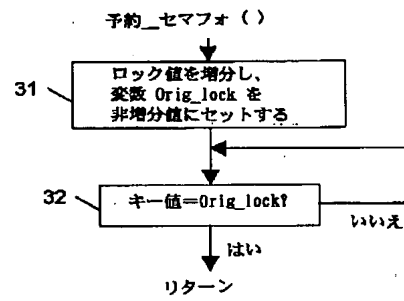 予約__セマフォ ()
31
ロック値を増分し、
変数 Orig_lock を
非増分値にセットする
32
キー値=Orig_lock?
いいえ
はい
リターン